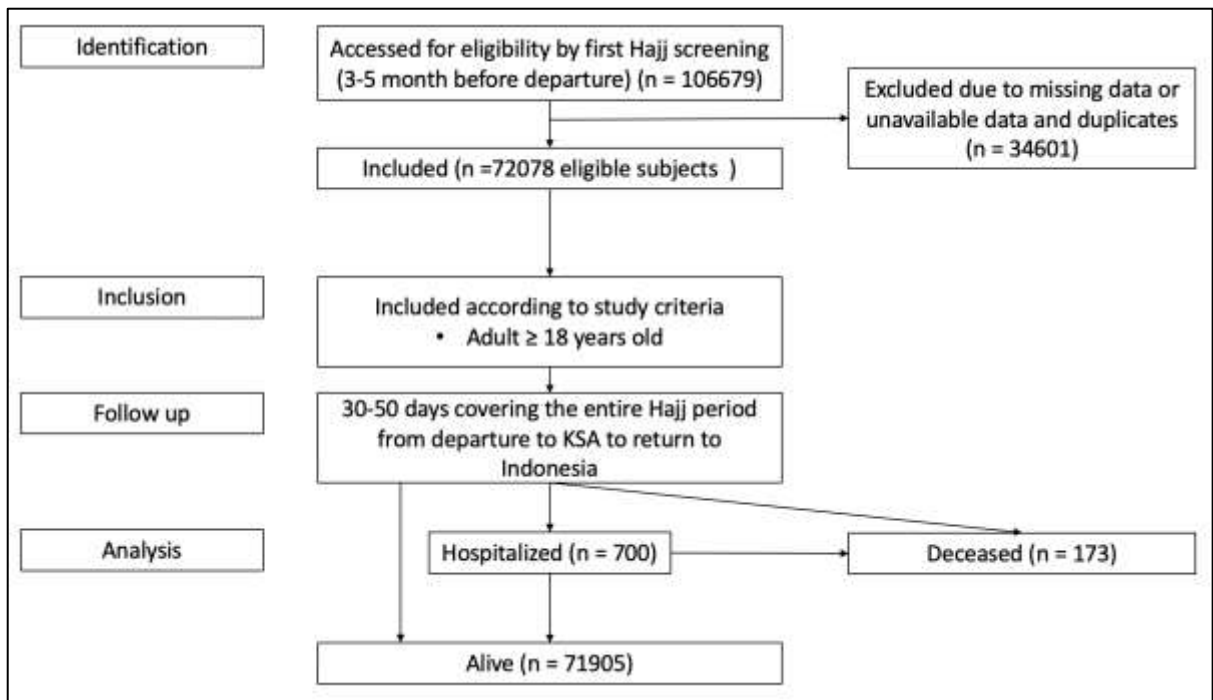 Identification
Accessed for eligibility by first Hajj screening
(3-5 month before departure) (n = 106679)
Excluded due to missing data or
unavailable data and duplicates
(n = 34601)
Included (n =72078 eligible subjects  )
Inclusion
Included according to study criteria
• Adult ≥ 18 years old
Follow up
30-50 days covering the entire Hajj period
from departure to KSA to return to
Indonesia
Analysis
Hospitalized (n = 700)
Deceased (n = 173)
Alive (n = 71905)